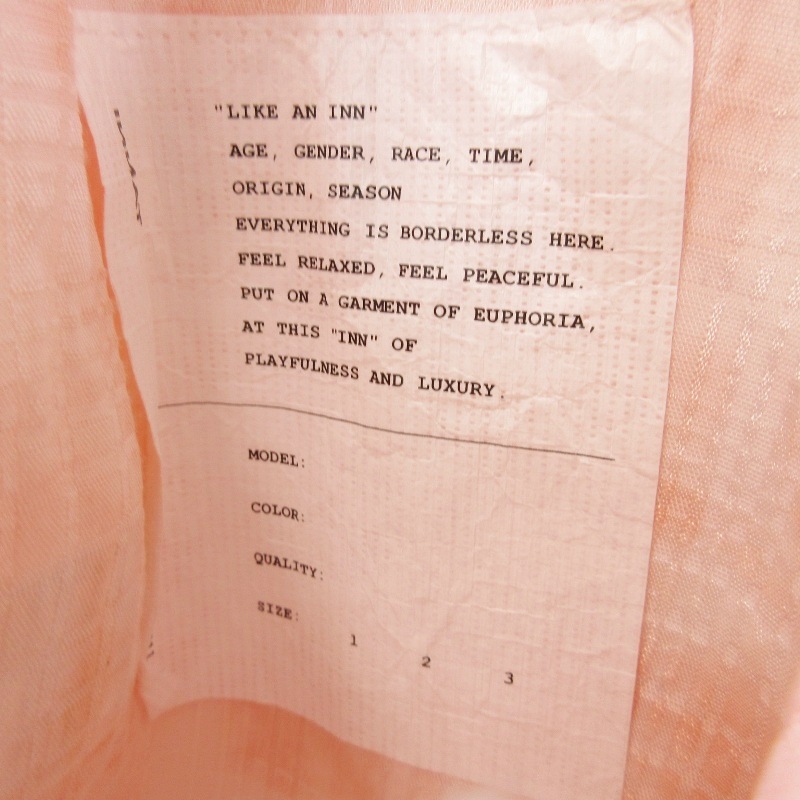 "LIKE AN INN"
AGE, GENDER, RACE, TIME,
ORIGIN, SEASON
EVERYTHING IS BORDERLESS HERE.
FEEL RELAXED, FEEL PEACEFUL.
PUT ON A GARMENT OF EUPHORIA,
AT THIS "INN" OF
PLAYFULNESS AND LUXURY.
MODEL:
COLOR:
QUALITY:
SIZE:
1 2 3